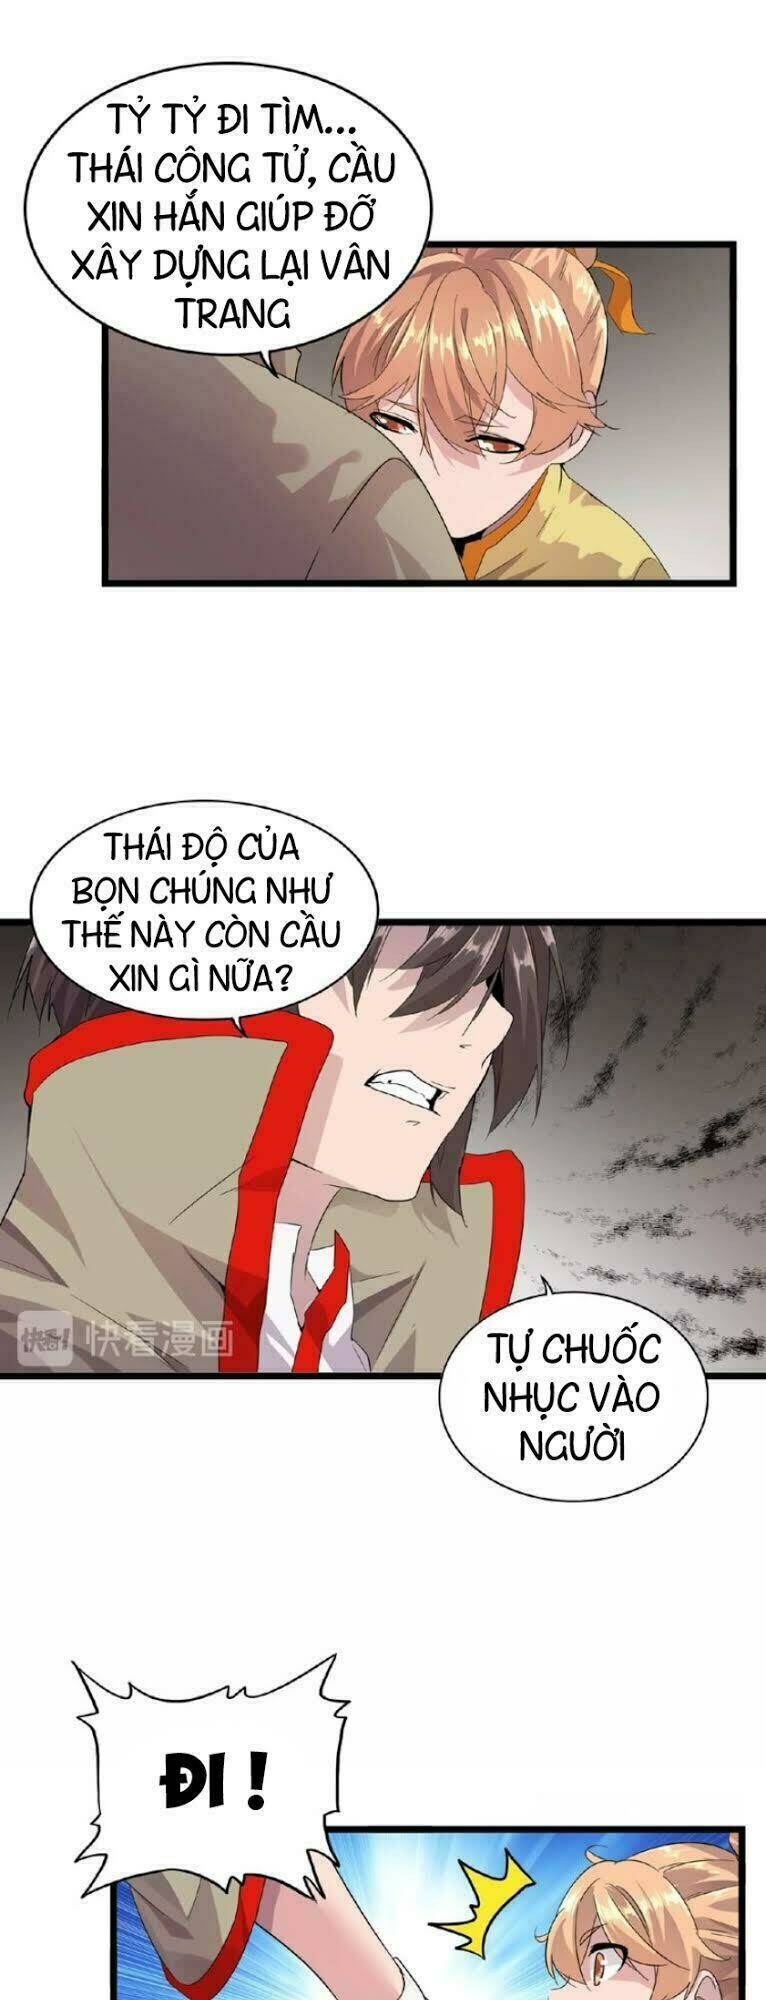 TỶ TỶ ĐI TÌM...
THÁI CÔNG TỬ, CẦU
XIN HẮN GIÚP ĐỠ
XÂY DỰNG LẠI VÂN
TRANG
THÁI ĐỘ CỦA
BỌN CHÚNG NHƯ
THẾ NÀY CÒN CẦU
XIN GÌ NỮA?
快看! 快看漫画
TỰ CHUỐC
NHỤC VÀO
NGƯỜI
ĐI !